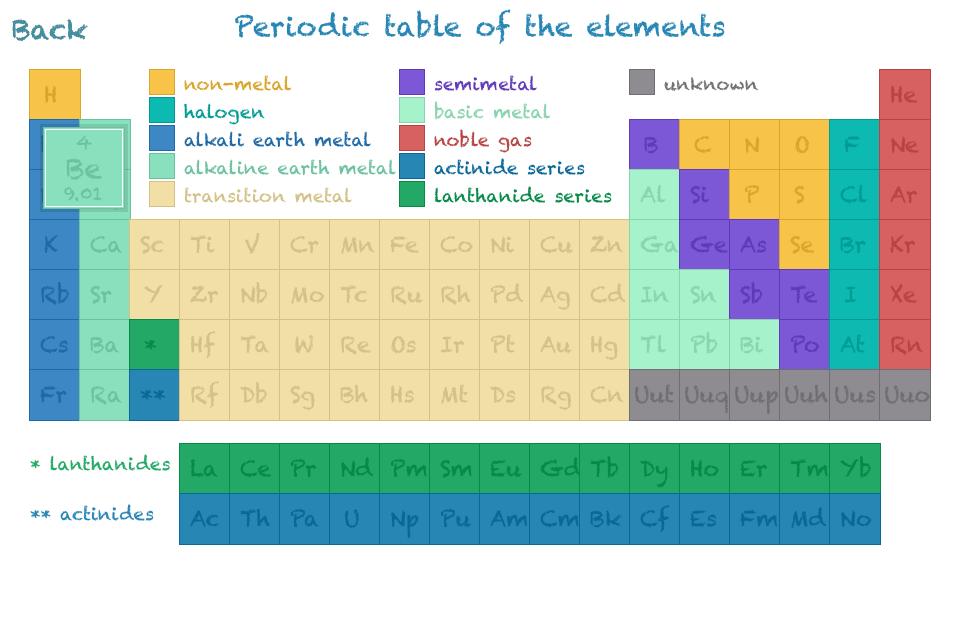 Back
Periodic table of the elements
non-metal
semimetal
unknown
halogen
basic metal
alkali earth metal
noble gas
alkaline earth metal
actinide series
transition metal
lanthanide series
H He
4
Be
9.01
B C N O F Ne
Al Si P S Cl Ar
K Ca Sc Ti V Cr Mn Fe Co Ni Cu Zn Ga Ge As Se Br Kr
Rb Sr Y Zr Nb Mo Tc Ru Rh Pd Ag Cd In Sn Sb Te I Xe
Cs Ba * Hf Ta W Re Os Ir Pt Au Hg Tl Pb Bi Po At Rn
Fr Ra ** Rf Db Sg Bh Hs Mt Ds Rg Cn Uut Uuq Uup Uuh Uus Uuo
* lanthanides La Ce Pr Nd Pm Sm Eu Gd Tb Dy Ho Er Tm Yb
** actinides Ac Th Pa U Np Pu Am Cm Bk Cf Es Fm Md No